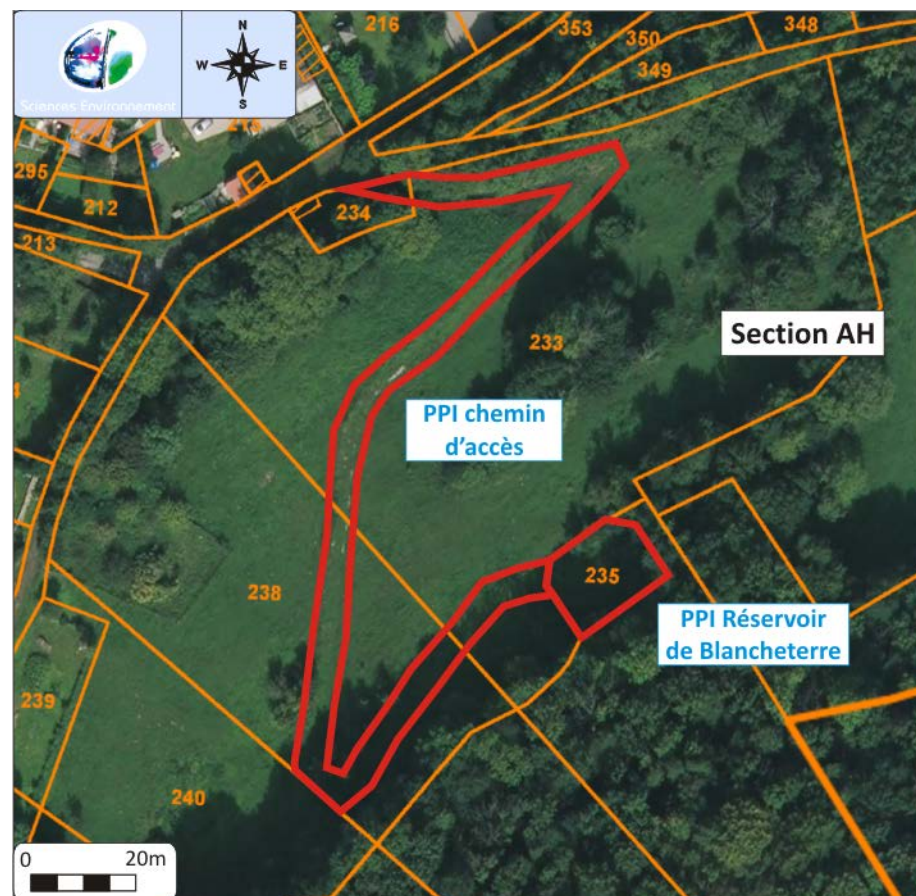 N
W E
S
Sciences Environnement
216
353
350
348
349
295
212
234
213
233
Section AH
PPI chemin
d’accès
235
238
PPI Réservoir
de Blancheterre
239
240
0 20m